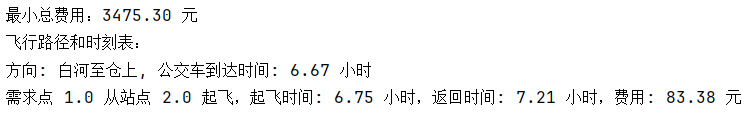 最小总费用：3475.30 元
飞行路径和时刻表：
方向: 白河至仓上, 公交车到达时间: 6.67 小时
需求点 1.0 从站点 2.0 起飞，起飞时间: 6.75 小时，返回时间: 7.21 小时，费用: 83.38 元